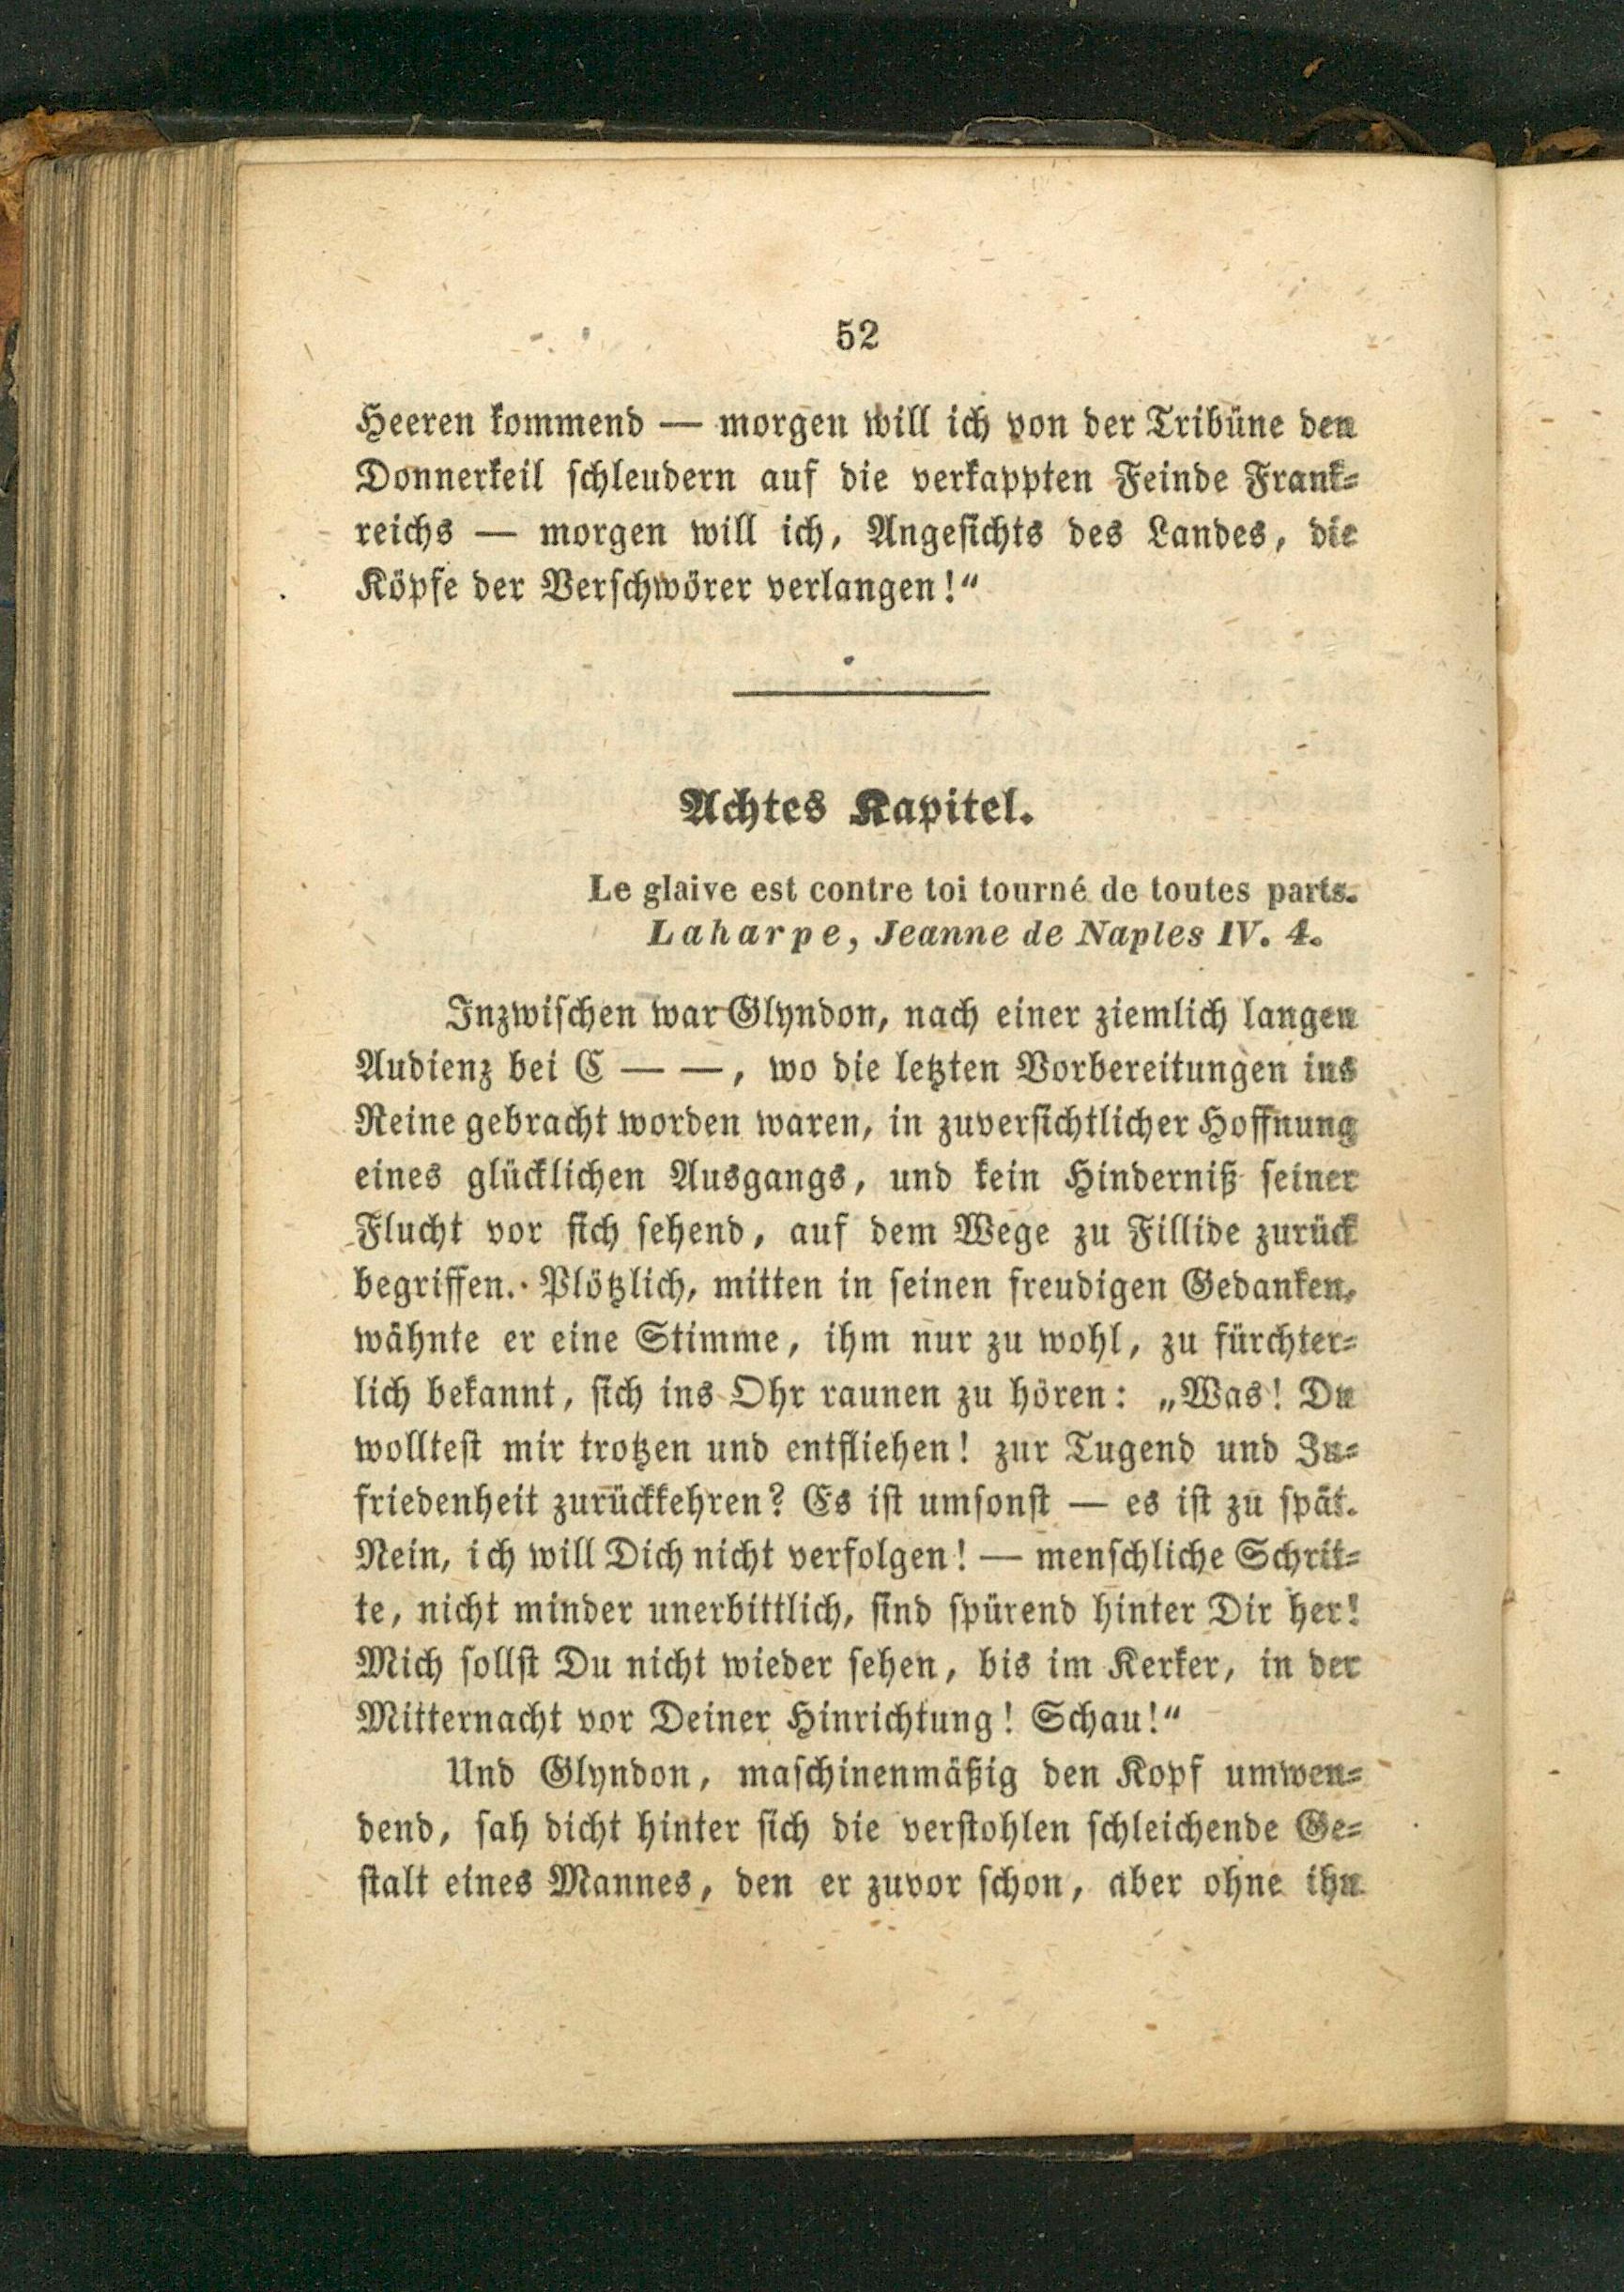 52
Heeren kommend — morgen will ich von der Tribüne den
Donnerkeil schleudern auf die verkappten Feinde Frank=
reichs — morgen will ich, Angesichts des Landes, die
Köpfe der Verschwörer verlangen!“
Achtes Kapitel.
Le glaive est contre toi tourné de toutes parts.
Laharpe, Jeanne de Naples IV. 4.
Inzwischen war Glyndon, nach einer ziemlich langen
Audienz bei C — —, wo die letzten Vorbereitungen ins
Reine gebracht worden waren, in zuversichtlicher Hoffnung
eines glücklichen Ausgangs, und kein Hinderniß seiner
Flucht vor sich sehend, auf dem Wege zu Fillide zurück
begriffen. Plötzlich, mitten in seinen freudigen Gedanken,
wähnte er eine Stimme, ihm nur zu wohl, zu fürchter=
lich bekannt, sich ins Ohr raunen zu hören: „Was! Du
wolltest mir trotzen und entfliehen! zur Tugend und Zu=
friedenheit zurückkehren? Es ist umsonst — es ist zu spät.
Nein, ich will Dich nicht verfolgen! — menschliche Schrit=
te, nicht minder unerbittlich, sind spürend hinter Dir her!
Mich sollst Du nicht wieder sehen, bis im Kerker, in der
Mitternacht vor Deiner Hinrichtung! Schau!“
Und Glyndon, maschinenmäßig den Kopf umwen=
dend, sah dicht hinter sich die verstohlen schleichende Ge=
stalt eines Mannes, den er zuvor schon, aber ohne ihn